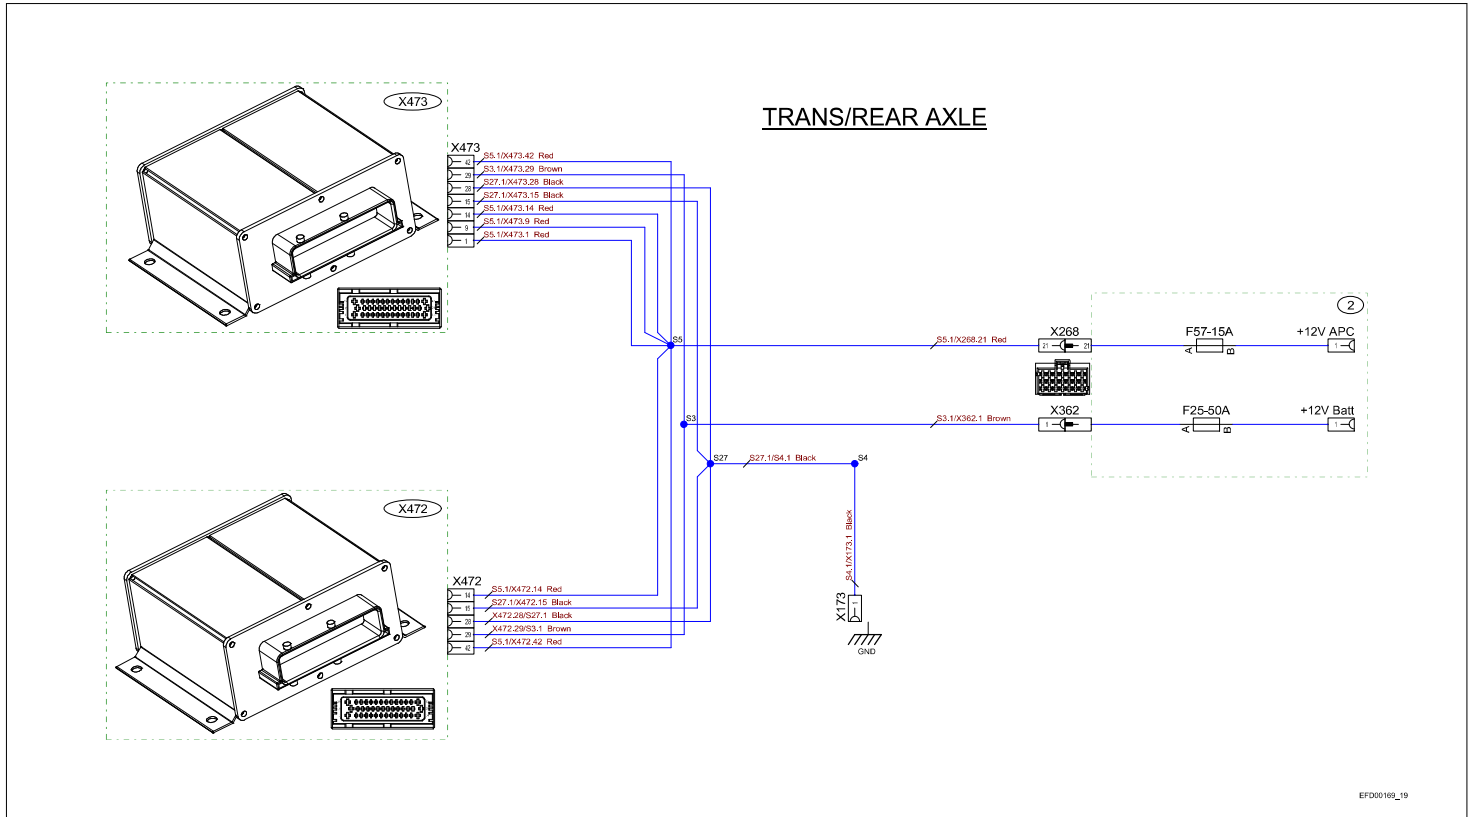 TRANS/REAR AXLE
X473
X473
42 S5.1/X473.42 Red
29 S3.1/X473.29 Brown
28 S27.1/X473.28 Black
15 S27.1/X473.15 Black
14 S5.1/X473.14 Red
9 S5.1/X473.9 Red
1 S5.1/X473.1 Red
2
S5
S5.1/X268.21 Red
X268
21 21
F57-15A
A B
+12V APC
1
S3
S3.1/X362.1 Brown
X362
1
F25-50A
A B
+12V Batt
1
S27
S27.1/S4.1 Black
S4
S4.1/X173.1 Black
X173
1
GND
X472
X472
14 S5.1/X472.14 Red
15 S27.1/X472.15 Black
28 X472.28/S27.1 Black
29 X472.29/S3.1 Brown
42 S5.1/X472.42 Red
EFD00169_19